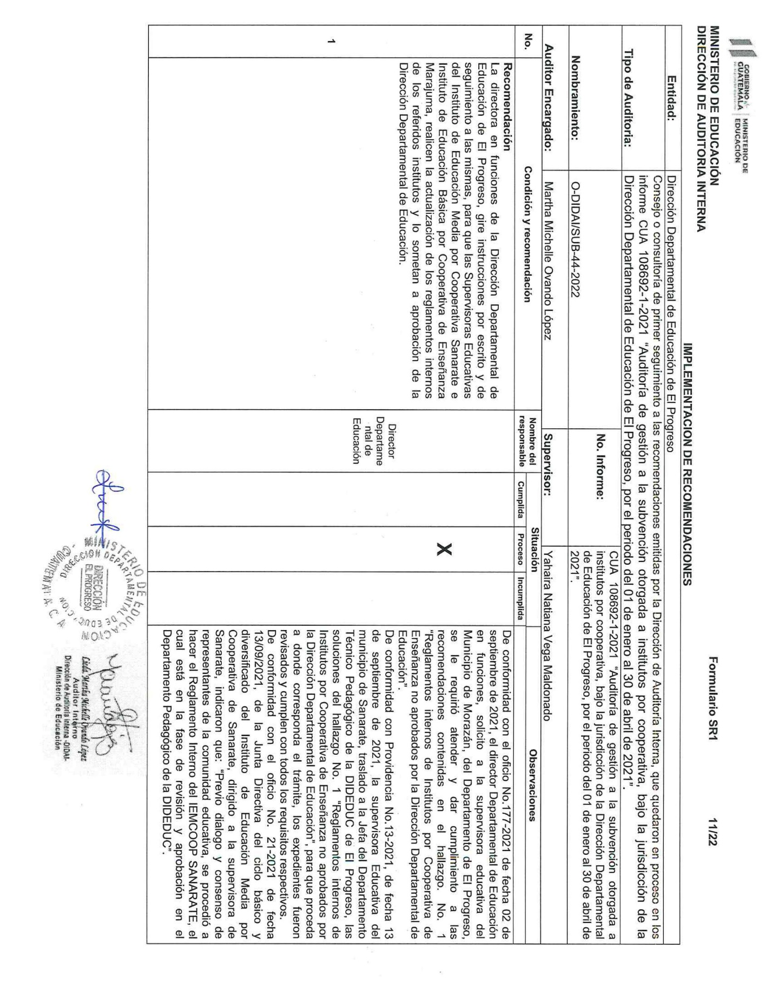 GOBIERNO de
GUATEMALA
MINISTERIO DE
EDUCACIÓN
MINISTERIO DE EDUCACIÓN
DIRECCIÓN DE AUDITORIA INTERNA
Formulario SR1
11/22
IMPLEMENTACION DE RECOMENDACIONES
Entidad:
Dirección Departamental de Educación de El Progreso
Tipo de Auditoria:
Consejo o consultoría de primer seguimiento a las recomendaciones emitidas por la Dirección de Auditoría Interna, que quedaron en proceso en los
informe CUA 108692-1-2021 “Auditoría de gestión a la subvención otorgada a institutos por cooperativa, bajo la jurisdicción de la
Dirección Departamental de Educación de El Progreso, por el periodo del 01 de enero al 30 de abril de 2021”.
Nombramiento:
O-DIDAI/SUB-44-2022
No. Informe:
CUA 108692-1-2021 “Auditoría de gestión a la subvención otorgada a
institutos por cooperativa, bajo la jurisdicción de la Dirección Departamental
de Educación de El Progreso, por el periodo del 01 de enero al 30 de abril de
2021”.
Auditor Encargado:
Martha Michelle Ovando López
Supervisor:
Yahaira Natiana Vega Maldonado
No.
Condición y recomendación
Nombre del
responsable
Situación
Cumplida
Proceso
Incumplida
Observaciones
1
Recomendación
La directora en funciones de la Dirección Departamental de
Educación de El Progreso, gire instrucciones por escrito y de
seguimiento a las mismas, para que las Supervisoras Educativas
del Instituto de Educación Media por Cooperativa Sanarate e
Instituto de Educación Básica por Cooperativa de Enseñanza
Marajuma, realicen la actualización de los reglamentos internos
de los referidos institutos y lo sometan a aprobación de la
Dirección Departamental de Educación.
Director
Departame
ntal de
Educación
X
De conformidad con el oficio No.177-2021 de fecha 02 de
septiembre de 2021, el director Departamental de Educación
en funciones, solicito a la supervisora educativa del
Municipio de Morazán, del Departamento de El Progreso,
se le requirió atender y dar cumplimiento a las
recomendaciones contenidas en el hallazgo. No. 1
“Reglamentos internos de Institutos por Cooperativa de
Enseñanza no aprobados por la Dirección Departamental de
Educación”.
De conformidad con Providencia No.13-2021, de fecha 13
de septiembre de 2021, la supervisora Educativa del
municipio de Sanarate, traslado a la Jefa del Departamento
Técnico Pedagógico de la DIDEDUC de El Progreso, las
soluciones del hallazgo No. 1 “Reglamentos internos de
Institutos por Cooperativa de Enseñanza no aprobados por
la Dirección Departamental de Educación”, para que proceda
a donde corresponda el trámite, los expedientes fueron
revisados y cumplen con todos los requisitos respectivos.
De conformidad con el oficio No. 21-2021 de fecha
13/09/2021, de la Junta Directiva del ciclo básico y
diversificado del Instituto de Educación Media por
Cooperativa de Sanarate, dirigido a la supervisora de
Sanarate, indicaron que: “Previo dialogo y consenso de
representantes de la comunidad educativa, se procedió a
hacer el Reglamento Interno del IEMCOOP SANARATE, el
cual está en la fase de revisión y aprobación en el
Departamento Pedagógico de la DIDEDUC”.
MINISTERIO DE EDUCACION
DIRECCION DEPARTAMENTAL DE EDUCACION
DIRECCIÓN
EL PROGRESO
GUATEMALA, C. A.
Licda. Martha Michelle Ovando López
Auditor Interno
Dirección de Auditoría Interna -DIDAI-
Ministerio de Educación